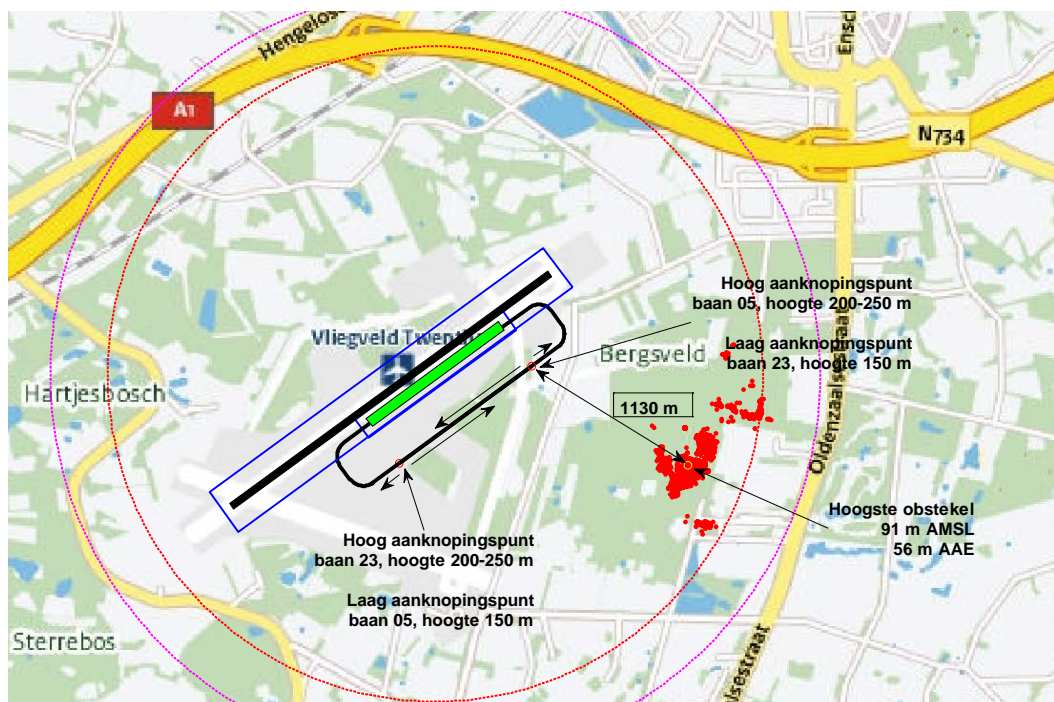 Hengelose
A1
Ensch
N734
Hoog aanknopingspunt
baan 05, hoogte 200-250 m
Vliegveld Twenth
Bergsveld
Laag aanknopingspunt
baan 23, hoogte 150 m
Hartjesbosch
1130 m
Oldenzaalsestraat
Hoogste obstekel
91 m AMSL
56 m AAE
Hoog aanknopingspunt
baan 23, hoogte 200-250 m
Laag aanknopingspunt
baan 05, hoogte 150 m
Sterrebos
alsestraat